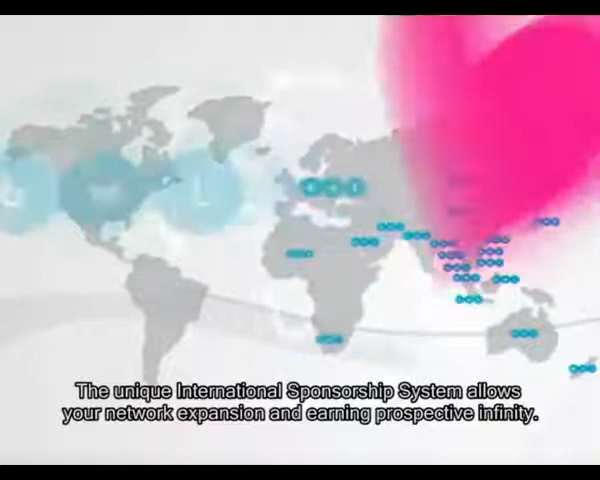 The unique International Sponsorship System allows
your network expansion and earning prospective infinity.